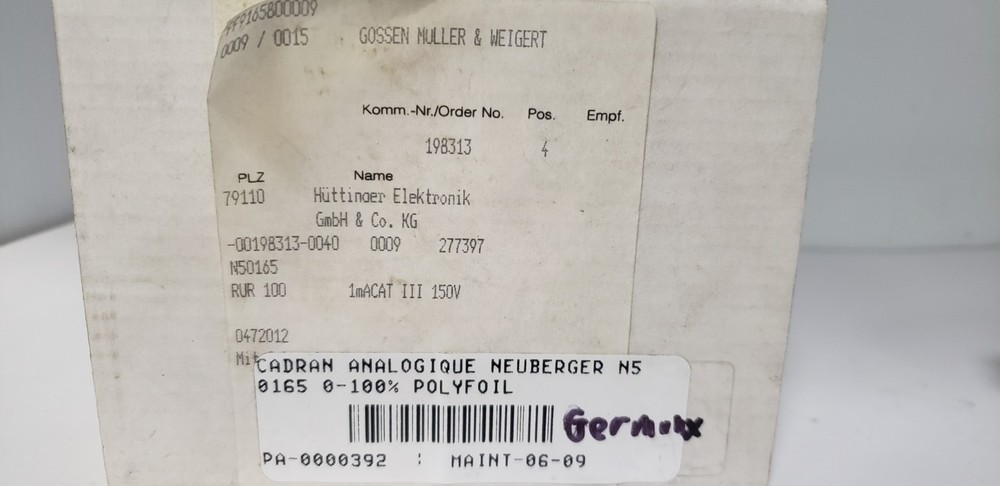 9165800009
0009 / 0015 GOSSEN MULLER & WEIGERT
Komm.-Nr./Order No. Pos. Empf.
198313 4
PLZ Name
79110 Hüttinger Elektronik
GmbH & Co. KG
-00198313-0040 0009 277397
N50165
RUR 100 1mACAT III 150V
0472012
Mit
CADRAN ANALOGIQUE NEUBERGER N5
0165 0-100% POLYFOIL
PA-0000392 : MAINT-06-09